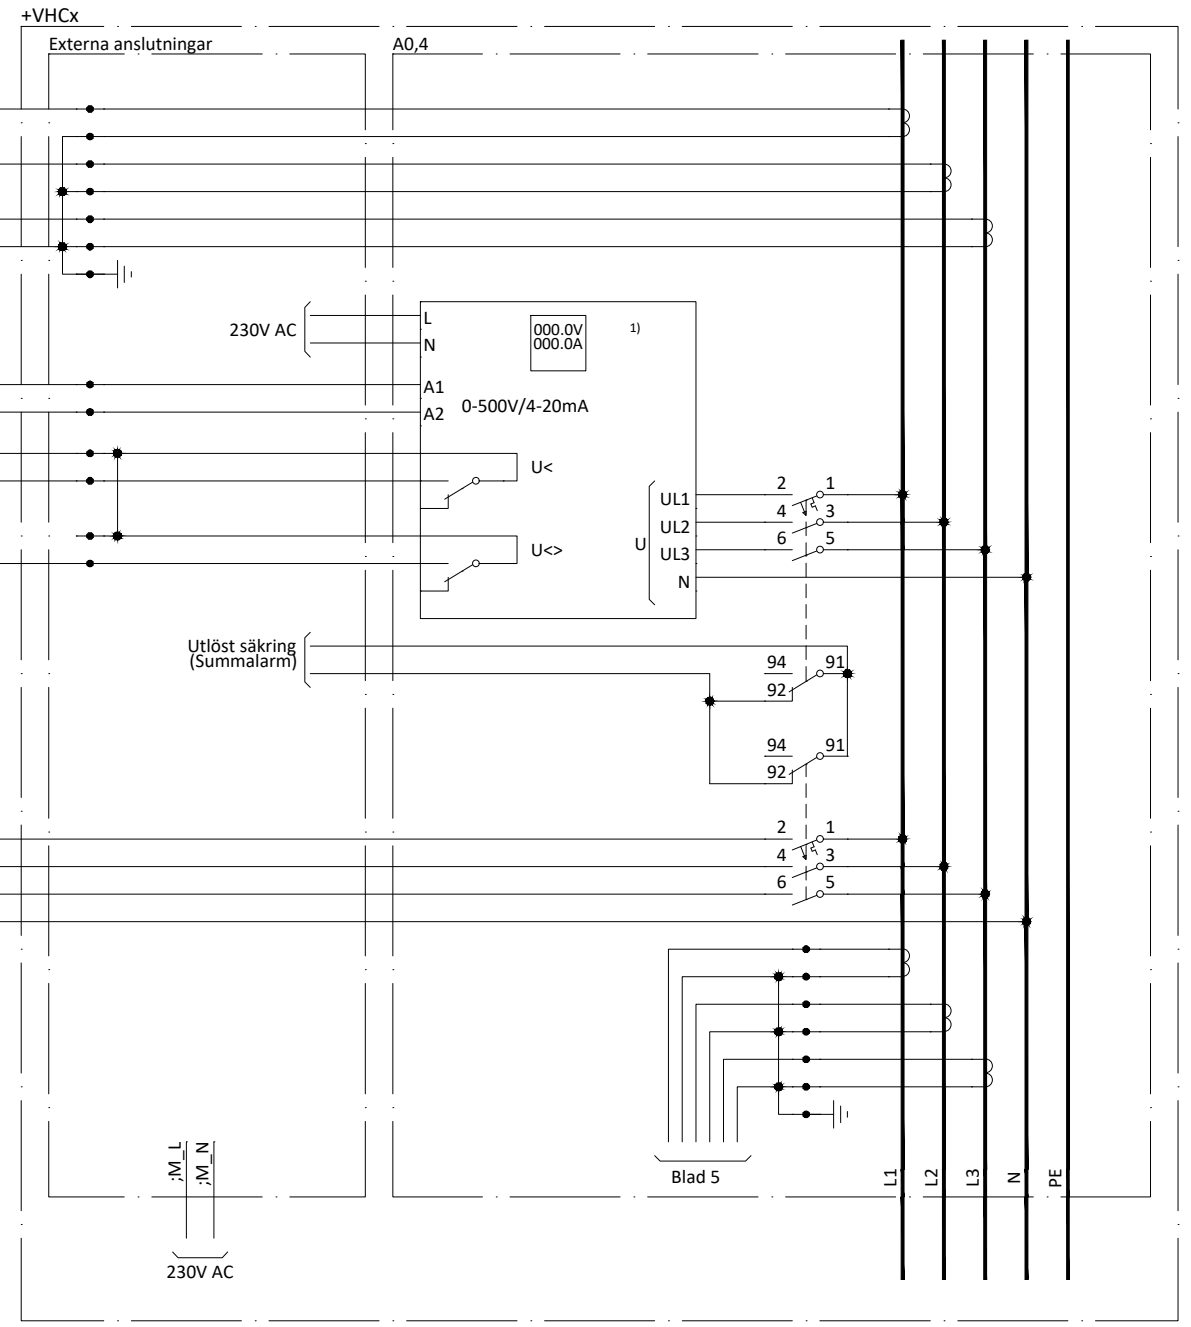 +VHCx
Externa anslutningar
A0,4
230V AC
L
N
000.0V
000.0A
1)
A1
A2
0-500V/4-20mA
U<
U<>
U
UL1
UL2
UL3
N
2 1
4 3
6 5
Utlöst säkring
(Summalarm)
94 91
92
94 91
92
2 1
4 3
6 5
Blad 5
;M_L
;M_N
230V AC
L1
L2
L3
N
PE